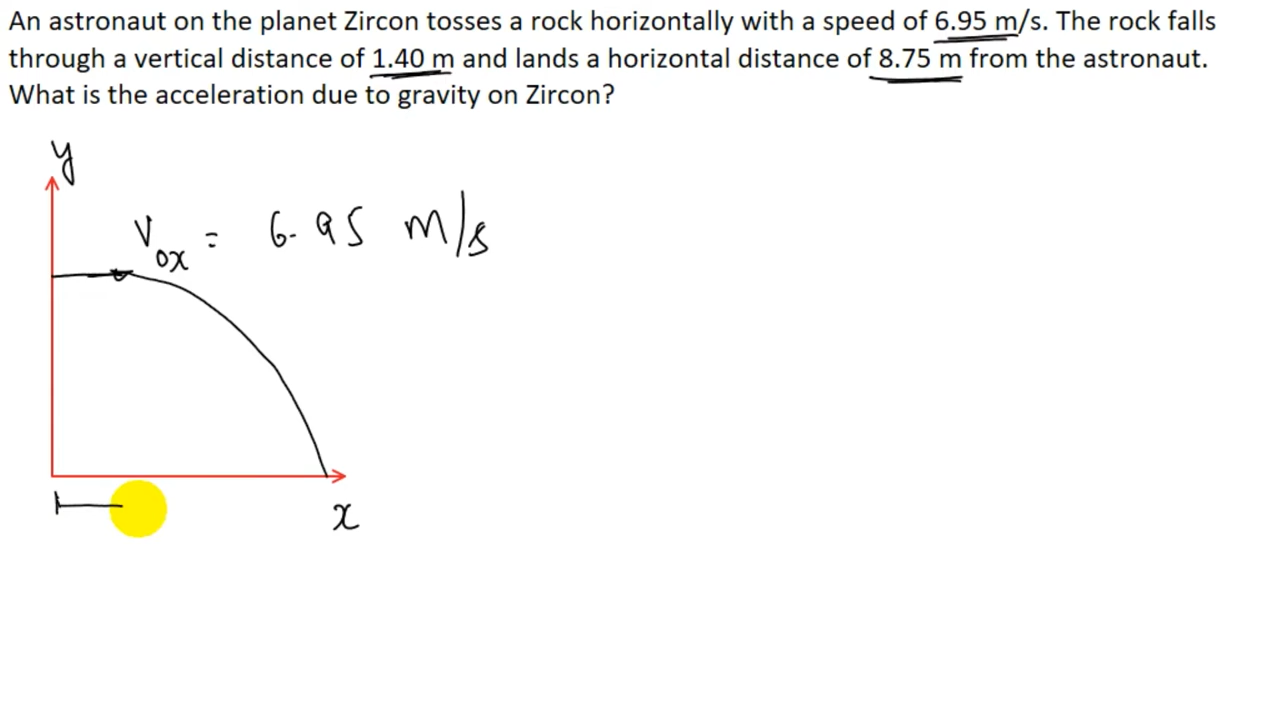 An astronaut on the planet Zircon tosses a rock horizontally with a speed of 6.95 m/s. The rock falls
through a vertical distance of 1.40 m and lands a horizontal distance of 8.75 m from the astronaut.
What is the acceleration due to gravity on Zircon?
y
V₀ₓ = 6.95 m/s
x